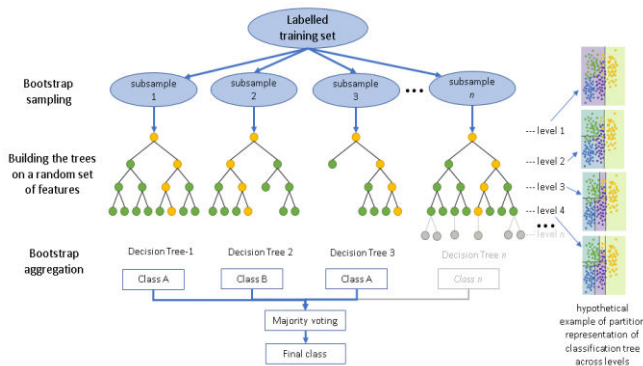 Labelled
training set
Bootstrap
sampling
subsample
1
subsample
2
subsample
3
•••
subsample
n
Building the trees
on a random set
of features
--- level 1
--- level 2
--- level 3
--- level 4
•••
--- level n
Bootstrap
aggregation
Decision Tree-1
Decision Tree 2
Decision Tree 3
Decision Tree n
Class A
Class B
Class A
Class n
Majority voting
Final class
hypothetical
example of partition
representation of
classification tree
across levels